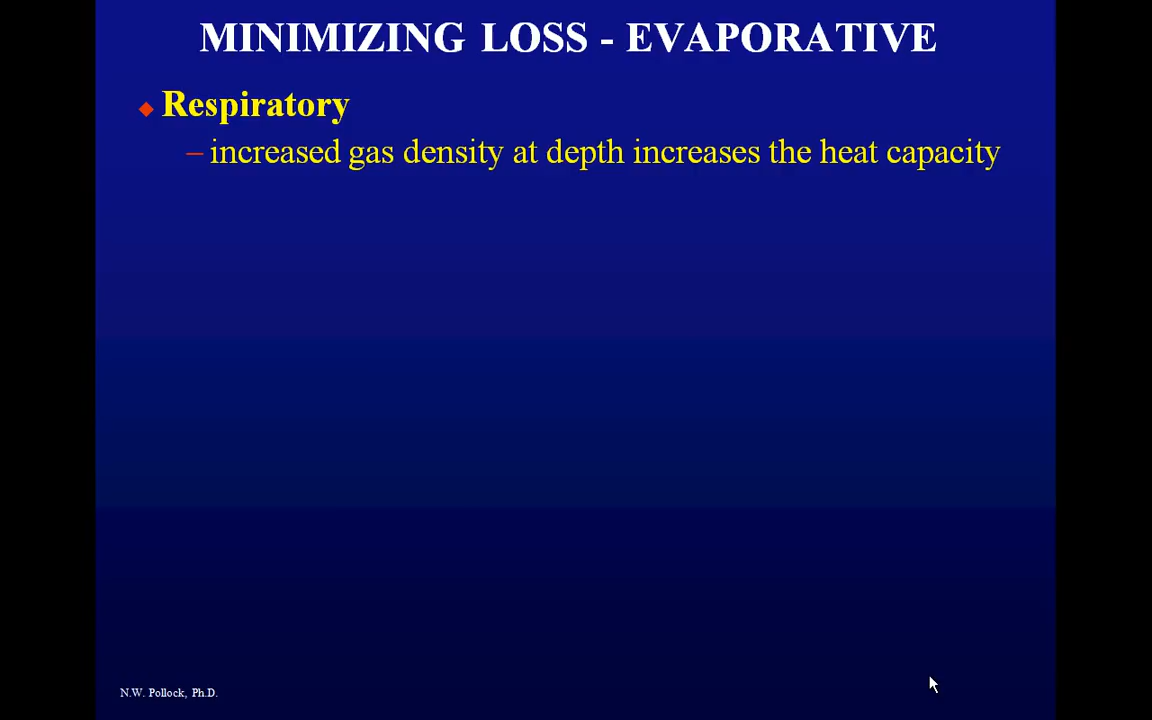 MINIMIZING LOSS - EVAPORATIVE
Respiratory
– increased gas density at depth increases the heat capacity
N.W. Pollock, Ph.D.